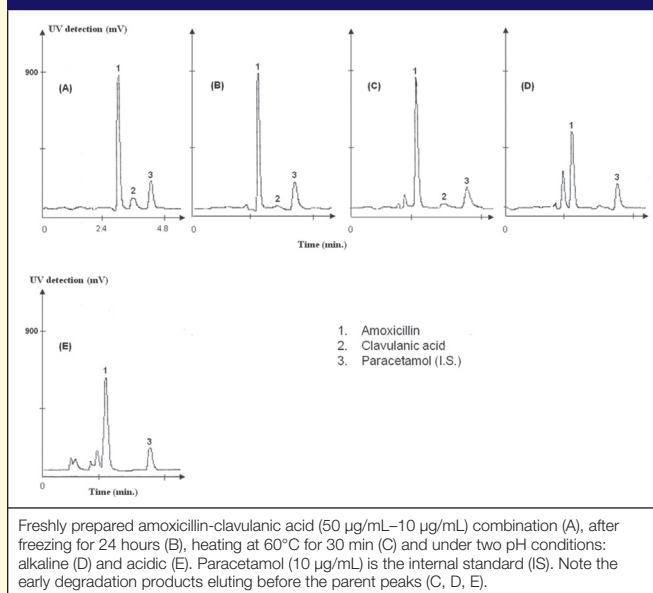 UV detection (mV)
900
(A)
1
2
3
0
2.4
4.8
(B)
1
2
3
0
(C)
1
2
3
0
(D)
1
3
0
Time (min.)
UV detection (mV)
900
(E)
1
3
0
Time (min.)
1. Amoxicillin
2. Clavulanic acid
3. Paracetamol (I.S.)
Freshly prepared amoxicillin-clavulanic acid (50 µg/mL–10 µg/mL) combination (A), after
freezing for 24 hours (B), heating at 60°C for 30 min (C) and under two pH conditions:
alkaline (D) and acidic (E). Paracetamol (10 µg/mL) is the internal standard (IS). Note the
early degradation products eluting before the parent peaks (C, D, E).